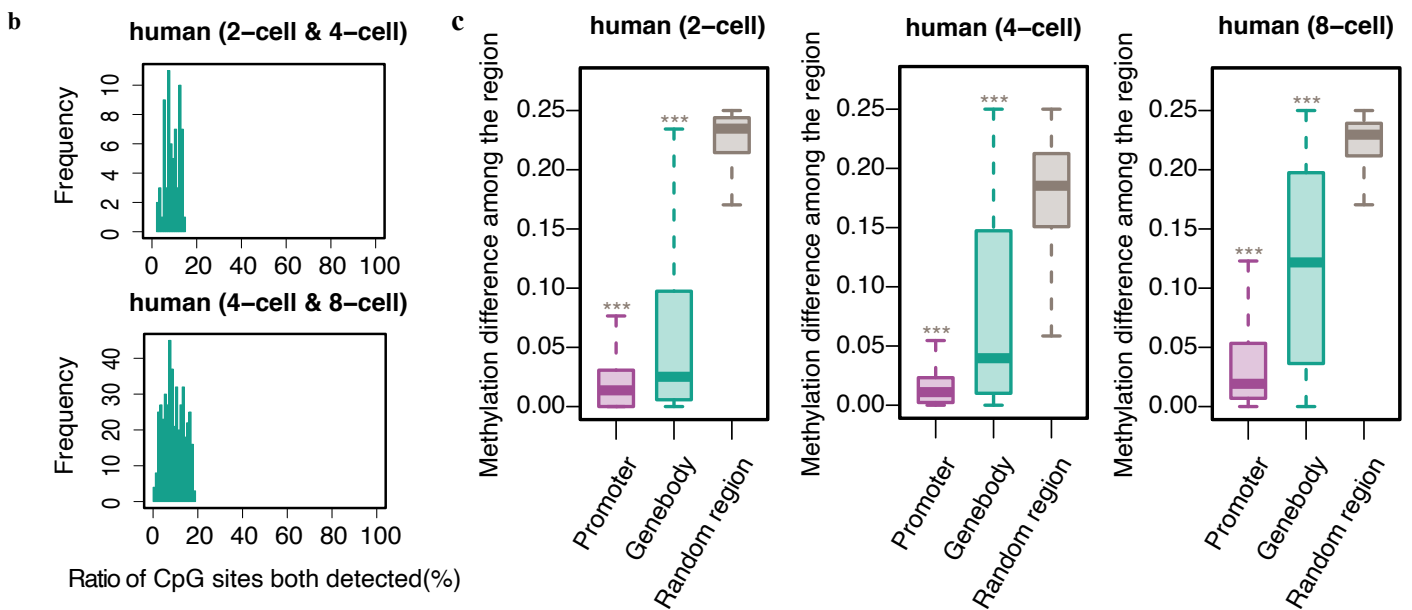 b
human (2−cell & 4−cell)
Frequency
0 2 4 6 8 10
0 20 40 60 80 100
human (4−cell & 8−cell)
Frequency
0 10 20 30 40
0 20 40 60 80 100
Ratio of CpG sites both detected(%)
c
human (2−cell)
Methylation difference among the region
0.25
0.20
0.15
0.10
0.05
0.00
***
***
Promoter
Genebody
Random region
human (4−cell)
Methylation difference among the region
0.25
0.20
0.15
0.10
0.05
0.00
***
***
Promoter
Genebody
Random region
human (8−cell)
Methylation difference among the region
0.25
0.20
0.15
0.10
0.05
0.00
***
***
Promoter
Genebody
Random region